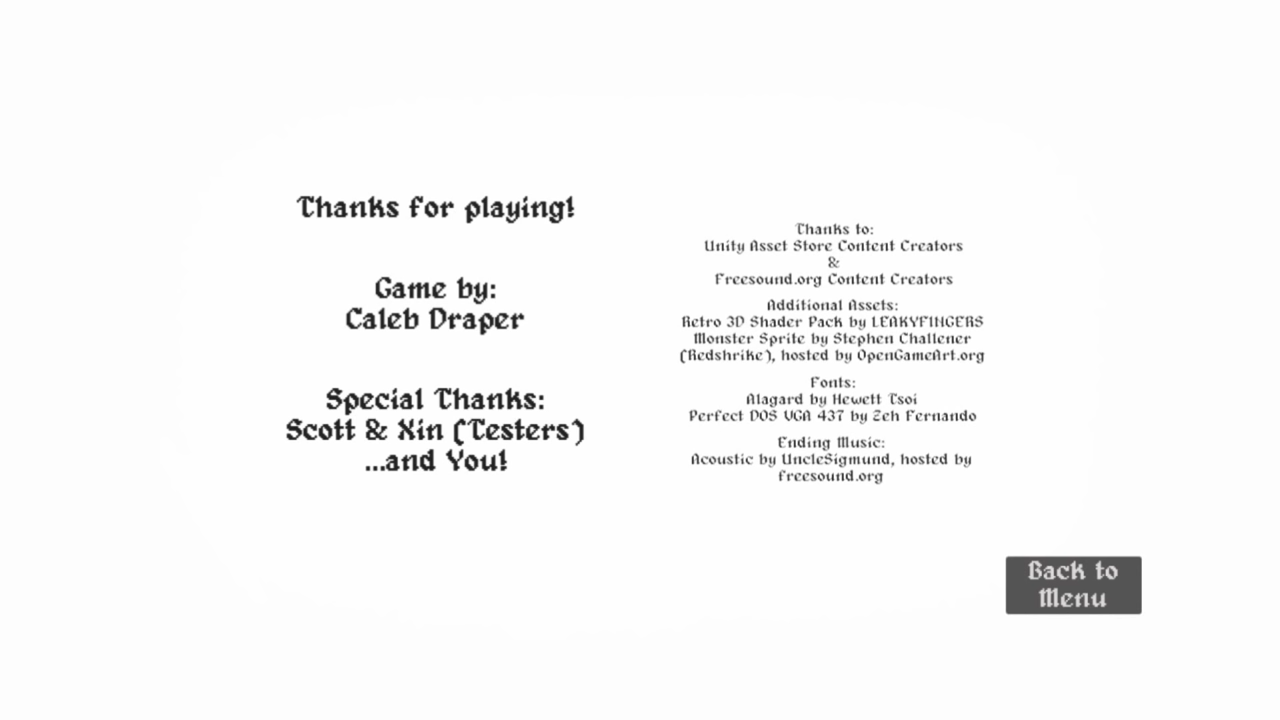 Thanks for playing!
Game by:
Caleb Draper
Special Thanks:
Scott & Xin (Testers)
...and You!
Thanks to:
Unity Asset Store Content Creators
&
Freesound.org Content Creators
Additional Assets:
Retro 3D Shader Pack by LEAKYFINGERS
Monster Sprite by Stephen Challener
(Redshrike), hosted by OpenGameArt.org
Fonts:
Alagard by Hewett Tsoi
Perfect DOS VGA 437 by Zeh Fernando
Ending Music:
Acoustic by UncleSigmund, hosted by
freesound.org
Back to
Menu